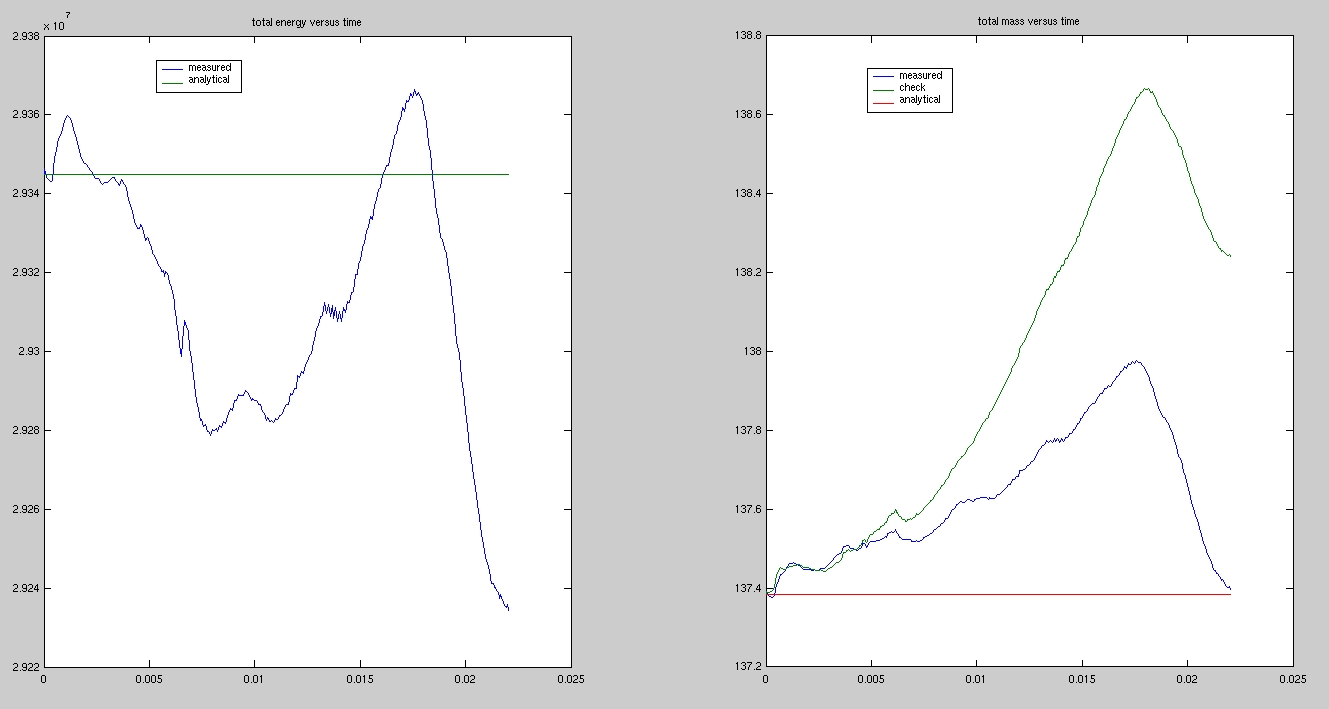 total energy versus time
× 10 7
2.938
2.936
2.934
2.932
2.93
2.928
2.926
2.924
2.922
measured
analytical
0 0.005 0.01 0.015 0.02 0.025
total mass versus time
138.8
138.6
138.4
138.2
138
137.8
137.6
137.4
137.2
measured
check
analytical
0 0.005 0.01 0.015 0.02 0.025